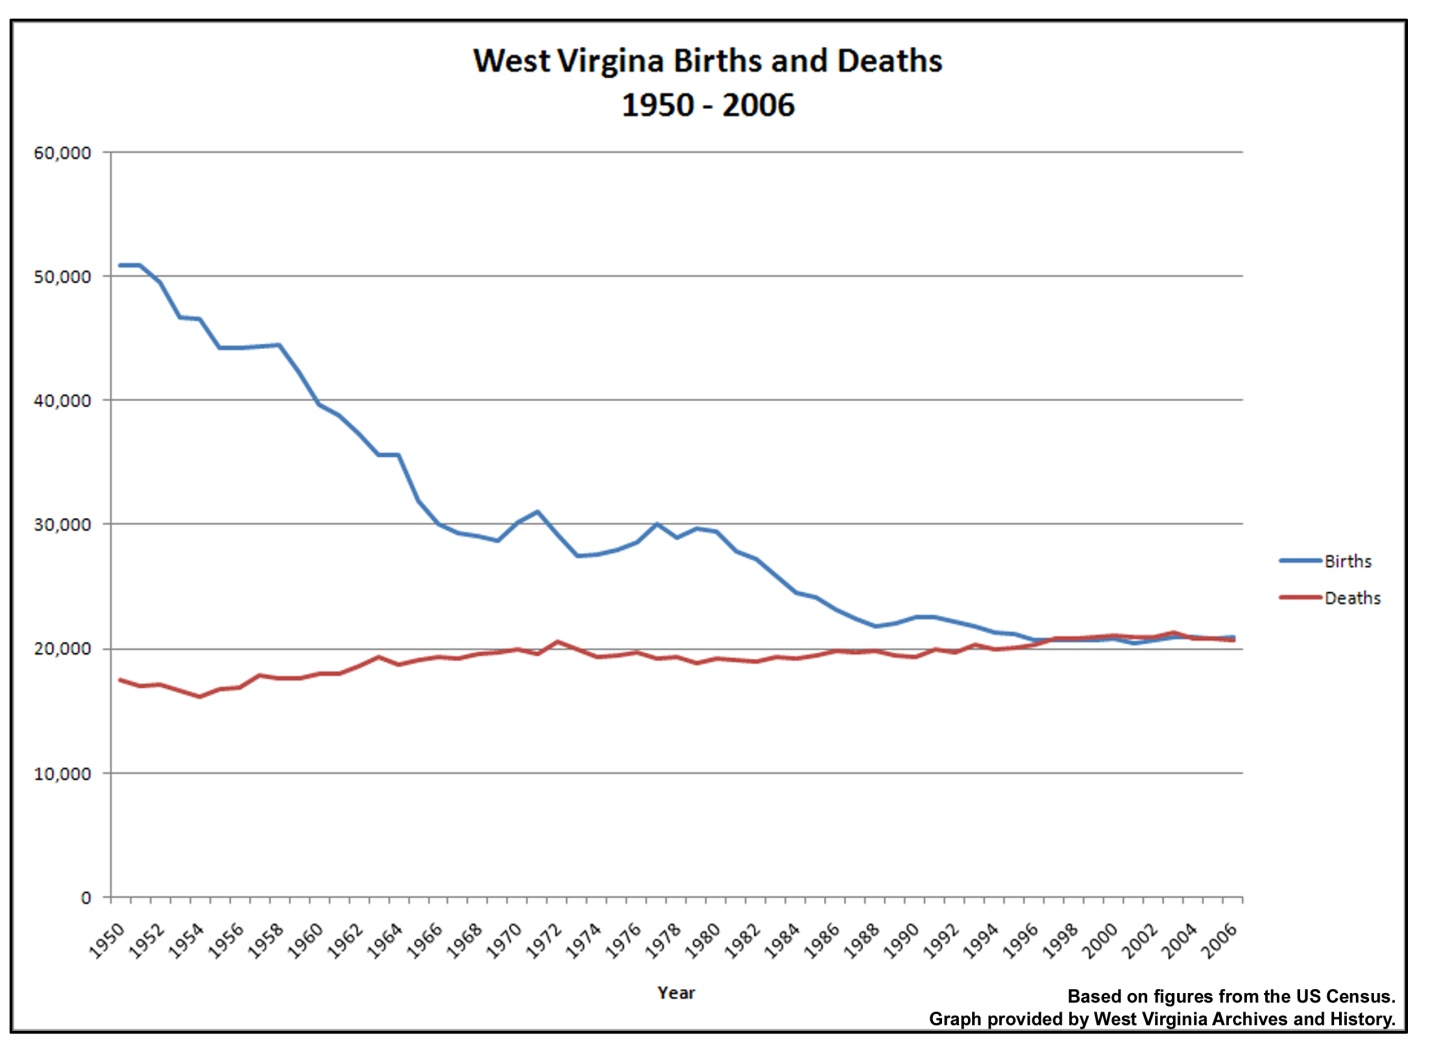 West Virgina Births and Deaths
1950 - 2006
60,000
50,000
40,000
30,000
20,000
10,000
0
Births
Deaths
1950 1952 1954 1956 1958 1960 1962 1964 1966 1968 1970 1972 1974 1976 1978 1980 1982 1984 1986 1988 1990 1992 1994 1996 1998 2000 2002 2004 2006
Year
Based on figures from the US Census.
Graph provided by West Virginia Archives and History.